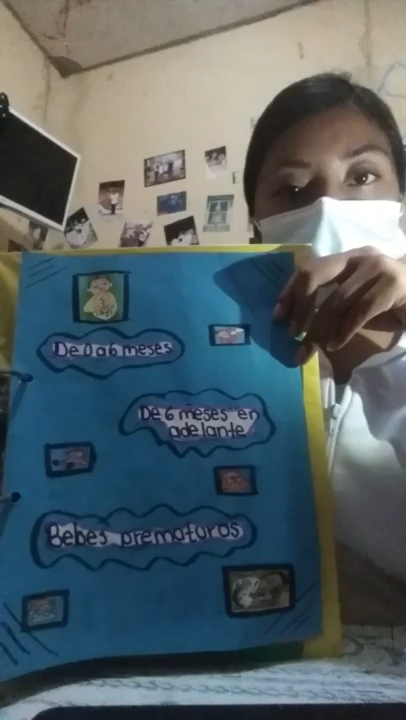 De 0 a 6 meses
De 6 meses en
adelante
Bebes prematuros